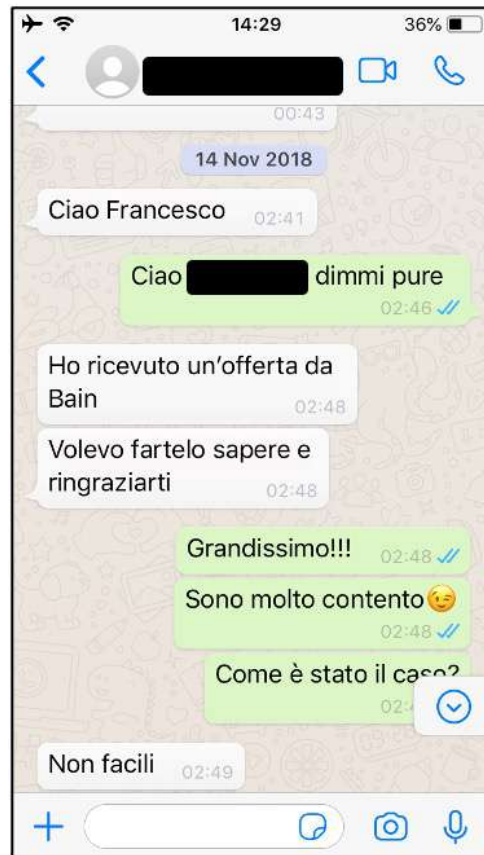 14:29
36%
00:43
14 Nov 2018
Ciao Francesco 02:41
Ciao dimmi pure
02:46
Ho ricevuto un'offerta da
Bain
02:48
Volevo fartelo sapere e
ringraziarti
02:48
Grandissimo!!! 02:48
Sono molto contento😉
02:48
Come è stato il caso?
02:4
Non facili 02:49